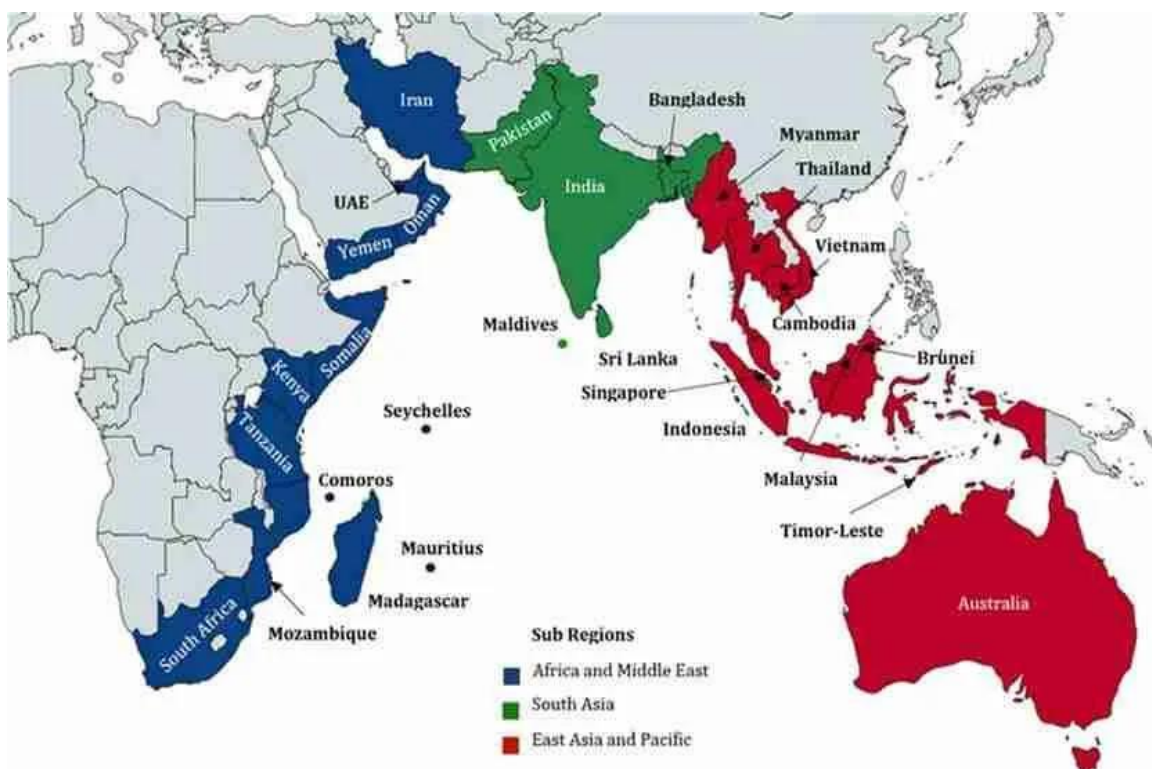 Iran
Pakistan
Bangladesh
Myanmar
Thailand
India
UAE
Oman
Yemen
Vietnam
Maldives
Cambodia
Somalia
Kenya
Sri Lanka
Brunei
Singapore
Seychelles
Tanzania
Indonesia
Comoros
Malaysia
Timor-Leste
Mauritius
Madagascar
Australia
South Africa
Mozambique
Sub Regions
Africa and Middle East
South Asia
East Asia and Pacific